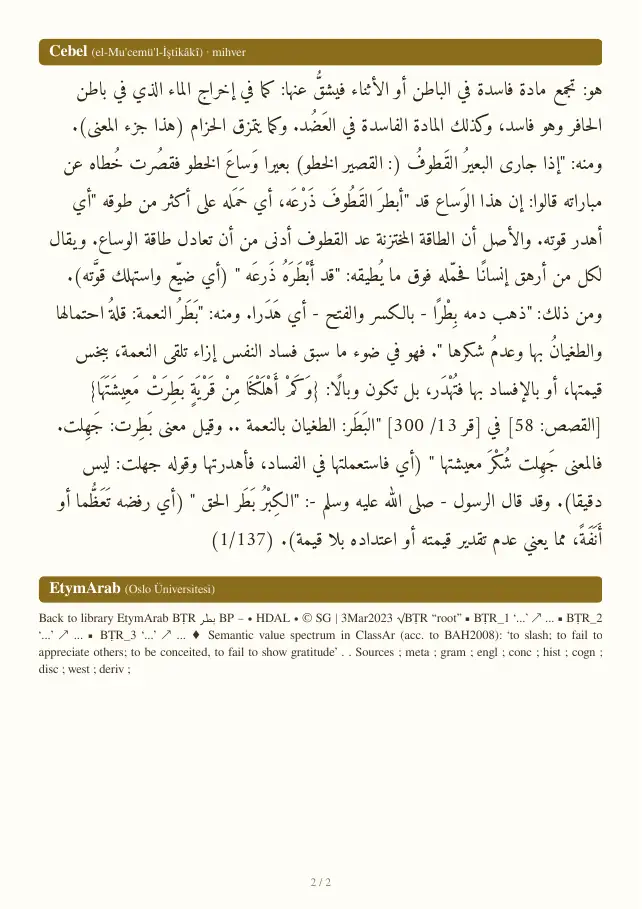 Cebel (el-Mu'cemü'l-İştikâkî) · mihver
هو: تجمع مادة فاسدة في الباطن أو الأثناء فيشقُّ عنها: كما في إخراج الماء الذي في باطن
الحافر وهو فاسد، وكذلك المادة الفاسدة في العَضُد. وكما يتمزق الحزام (هذا جزء المعنى).
ومنه: "إذا جارى البعيرُ القَطوفُ (: القصير الخطو) بعيرا وَساعَ الخطو فقصُرت خُطاه عن
مباراته قالوا: إن هذا الوَساع قد "أبطرَ القَطُوفَ ذَرْعَه، أي حَمَله على أكثر من طوقه "أي
أهدر قوته. والأصل أن الطاقة المختزنة عد القطوف أدنى من أن تعادل طاقة الوساع. ويقال
لكل من أرهق إنسانًا فحمّله فوق ما يُطيقه: "قد أَبْطَرَهُ ذَرعَه " (أي ضيّع واستهلك قوَّته).
ومن ذلك: "ذهب دمه بِطْرًا - بالكسر والفتح - أي هَدَرا. ومنه: "بَطَرُ النعمة: قلةُ احتمالها
والطغيانُ بها وعدمُ شكرها ". فهو في ضوء ما سبق فساد النفس إزاء تلقى النعمة، ببخس
قيمتها، أو بالإفساد بها فتُهْدَر، بل تكون وبالًا: {وَكَمْ أَهْلَكْنَا مِنْ قَرْيَةٍ بَطِرَتْ مَعِيشَتَهَا}
[القصص: 58] في [قر 13/ 300] "البَطَر: الطغيان بالنعمة .. وقيل معنى بَطِرت: جَهِلت.
فالمعنى جَهِلت شُكْرَ معيشتها " (أي فاستعملتها في الفساد، فأهدرتها وقوله جهلت: ليس
دقيقا). وقد قال الرسول - صلى الله عليه وسلم -: "الكِبْرُ بَطَر الحق " (أي رفضه تَعَظُّما أو
أَنَفَةً، مما يعني عدم تقدير قيمته أو اعتداده بلا قيمة). (1/137)
EtymArab (Oslo Üniversitesi)
Back to library EtymArab BṬR بطر BP – • HDAL • © SG | 3Mar2023 √BṬR “root” ▪ BṬR_1 ‘...’ ↗ ... ▪ BṬR_2
‘...’ ↗ ... ▪ BṬR_3 ‘...’ ↗ ... ♦ Semantic value spectrum in ClassAr (acc. to BAH2008): ‘to slash; to fail to
appreciate others; to be conceited, to fail to show gratitude’ . . Sources ; meta ; gram ; engl ; conc ; hist ; cogn ;
disc ; west ; deriv ;
2 / 2